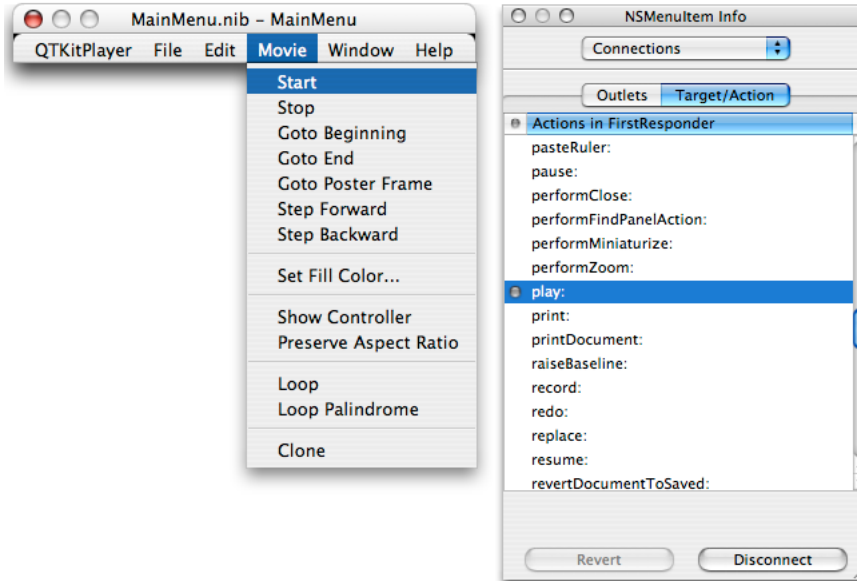 MainMenu.nib – MainMenu
QTKitPlayer File Edit Movie Window Help
Start
Stop
Goto Beginning
Goto End
Goto Poster Frame
Step Forward
Step Backward
Set Fill Color...
Show Controller
Preserve Aspect Ratio
Loop
Loop Palindrome
Clone
NSMenuItem Info
Connections
Outlets Target/Action
Actions in FirstResponder
pasteRuler:
pause:
performClose:
performFindPanelAction:
performMiniaturize:
performZoom:
play:
print:
printDocument:
raiseBaseline:
record:
redo:
replace:
resume:
revertDocumentToSaved:
Revert Disconnect